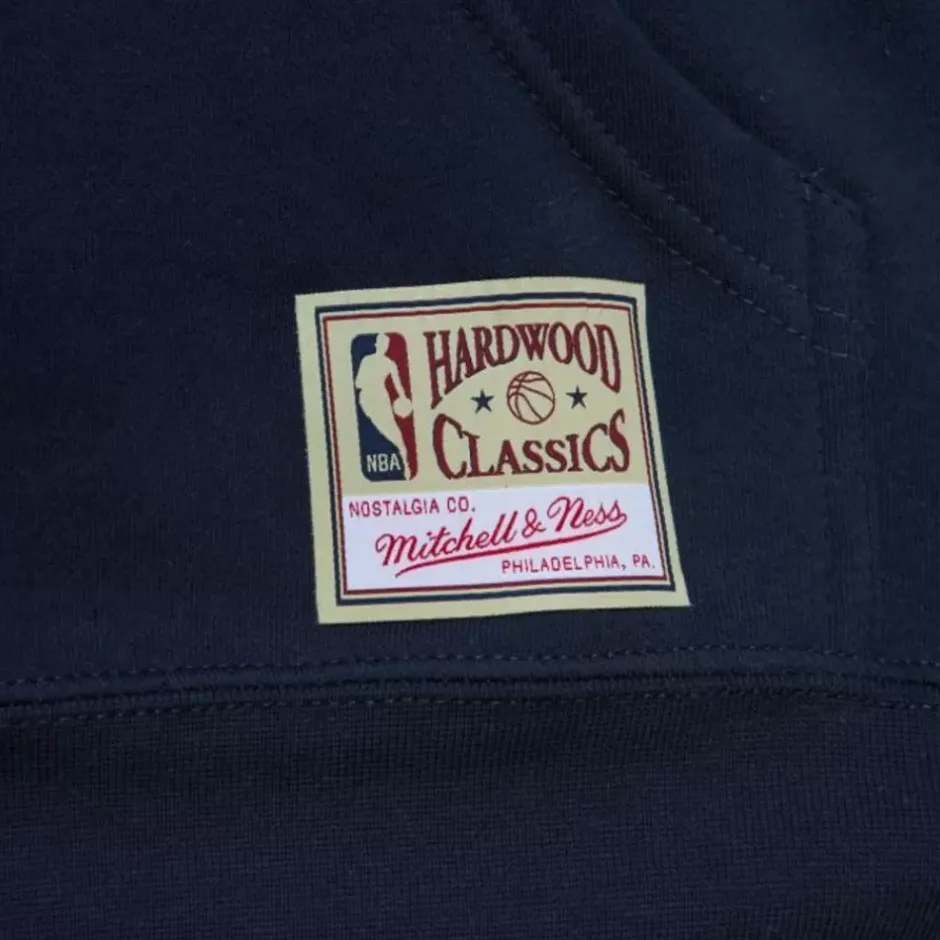 HARDWOOD
CLASSICS
NBA
NOSTALGIA CO.
Mitchell & Ness
PHILADELPHIA, PA.